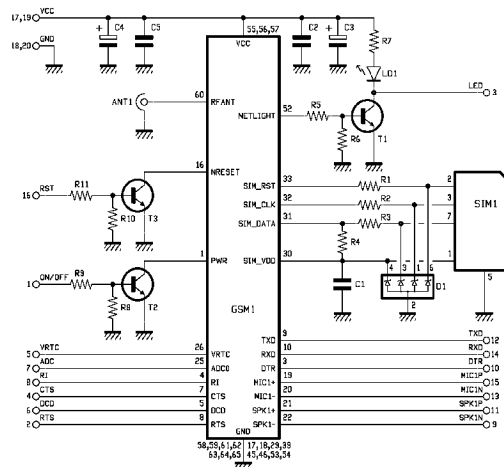 17,19 VCC
55,56,57
C4 C5 C2 C3
+ +
VCC
R7
18,20 GND
LD1
60 RFANT
LED 3
ANT1
NETLIGHT 52 R5
R6 T1
16 NRESET
SIM_RST 33 R1 2
SIM_CLK 32 R2 3 SIM1
SIM_DATA 31 R3 7
16 RST R11
R10 T3
R4
1 PWR
SIM_VDD 30 1
1 ON/OFF R9
C1
4 3 1 6
D1
2
5
R8 T2
GSM1
TXD 9 TXD 12
5 VRTC 26 VRTC
RXD 10 RXD 14
7 ADC 25 ADC0
DTR 3 DTR 10
8 RI 4 RI
MIC1+ 19 MIC1P 15
4 CTS 7 CTS
MIC1- 20 MIC1N 13
6 DCD 5 DCD
SPK1+ 21 SPK1P 11
2 RTS 8 RTS
SPK1- 22 SPK1N 9
58,59,61,62 17,18,29,39
63,64,65 45,46,53,54